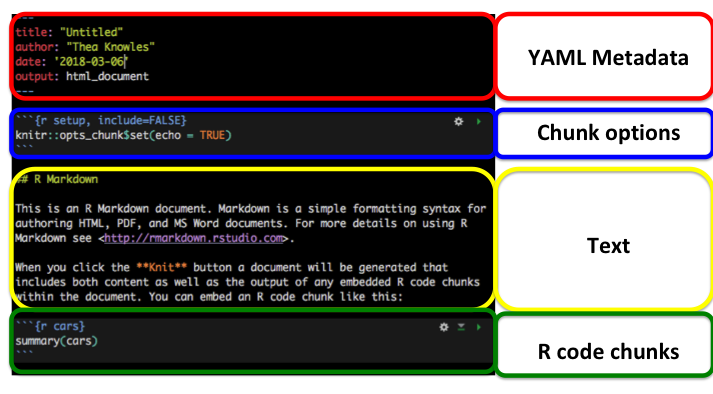 ---
title: "Untitled"
author: "Thea Knowles"
date: '2018-03-06'
output: html_document
---
YAML Metadata
```{r setup, include=FALSE}
knitr::opts_chunk$set(echo = TRUE)
```
Chunk options
## R Markdown
This is an R Markdown document. Markdown is a simple formatting syntax for
authoring HTML, PDF, and MS Word documents. For more details on using R
Markdown see <http://rmarkdown.rstudio.com>.
When you click the **Knit** button a document will be generated that
includes both content as well as the output of any embedded R code chunks
within the document. You can embed an R code chunk like this:
Text
```{r cars}
summary(cars)
```
R code chunks